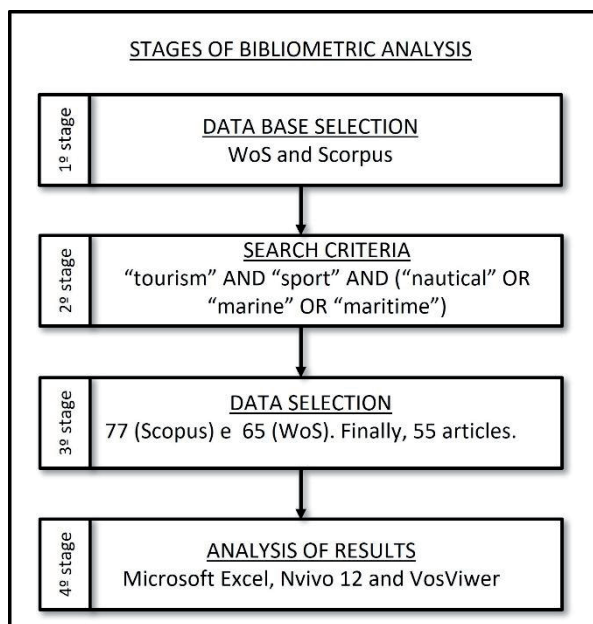 STAGES OF BIBLIOMETRIC ANALYSIS
1º stage
DATA BASE SELECTION
WoS and Scorpus
2º stage
SEARCH CRITERIA
“tourism” AND “sport” AND (“nautical” OR
“marine” OR “maritime”)
3º stage
DATA SELECTION
77 (Scopus) e 65 (WoS). Finally, 55 articles.
4º stage
ANALYSIS OF RESULTS
Microsoft Excel, Nvivo 12 and VosViwer